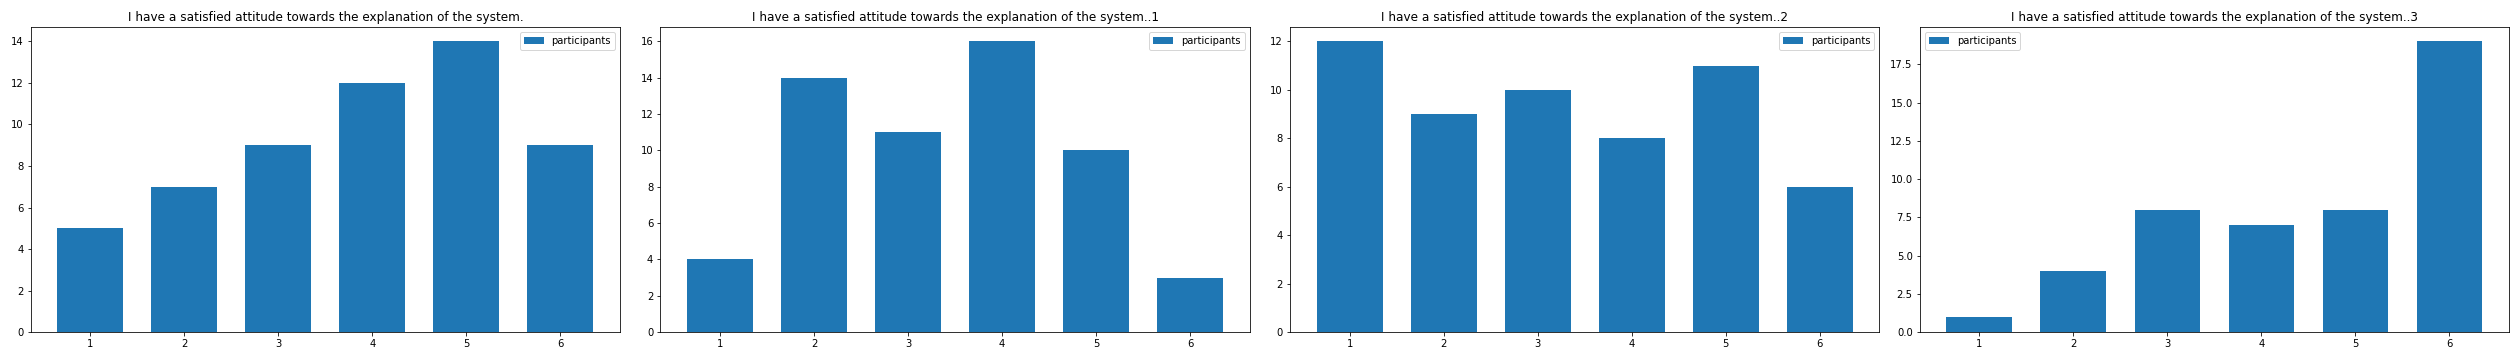 I have a satisfied attitude towards the explanation of the system.
participants
14
12
10
8
6
4
2
0
1 2 3 4 5 6
I have a satisfied attitude towards the explanation of the system..1
participants
16
14
12
10
8
6
4
2
0
1 2 3 4 5 6
I have a satisfied attitude towards the explanation of the system..2
participants
12
10
8
6
4
2
0
1 2 3 4 5 6
I have a satisfied attitude towards the explanation of the system..3
participants
17.5
15.0
12.5
10.0
7.5
5.0
2.5
0.0
1 2 3 4 5 6